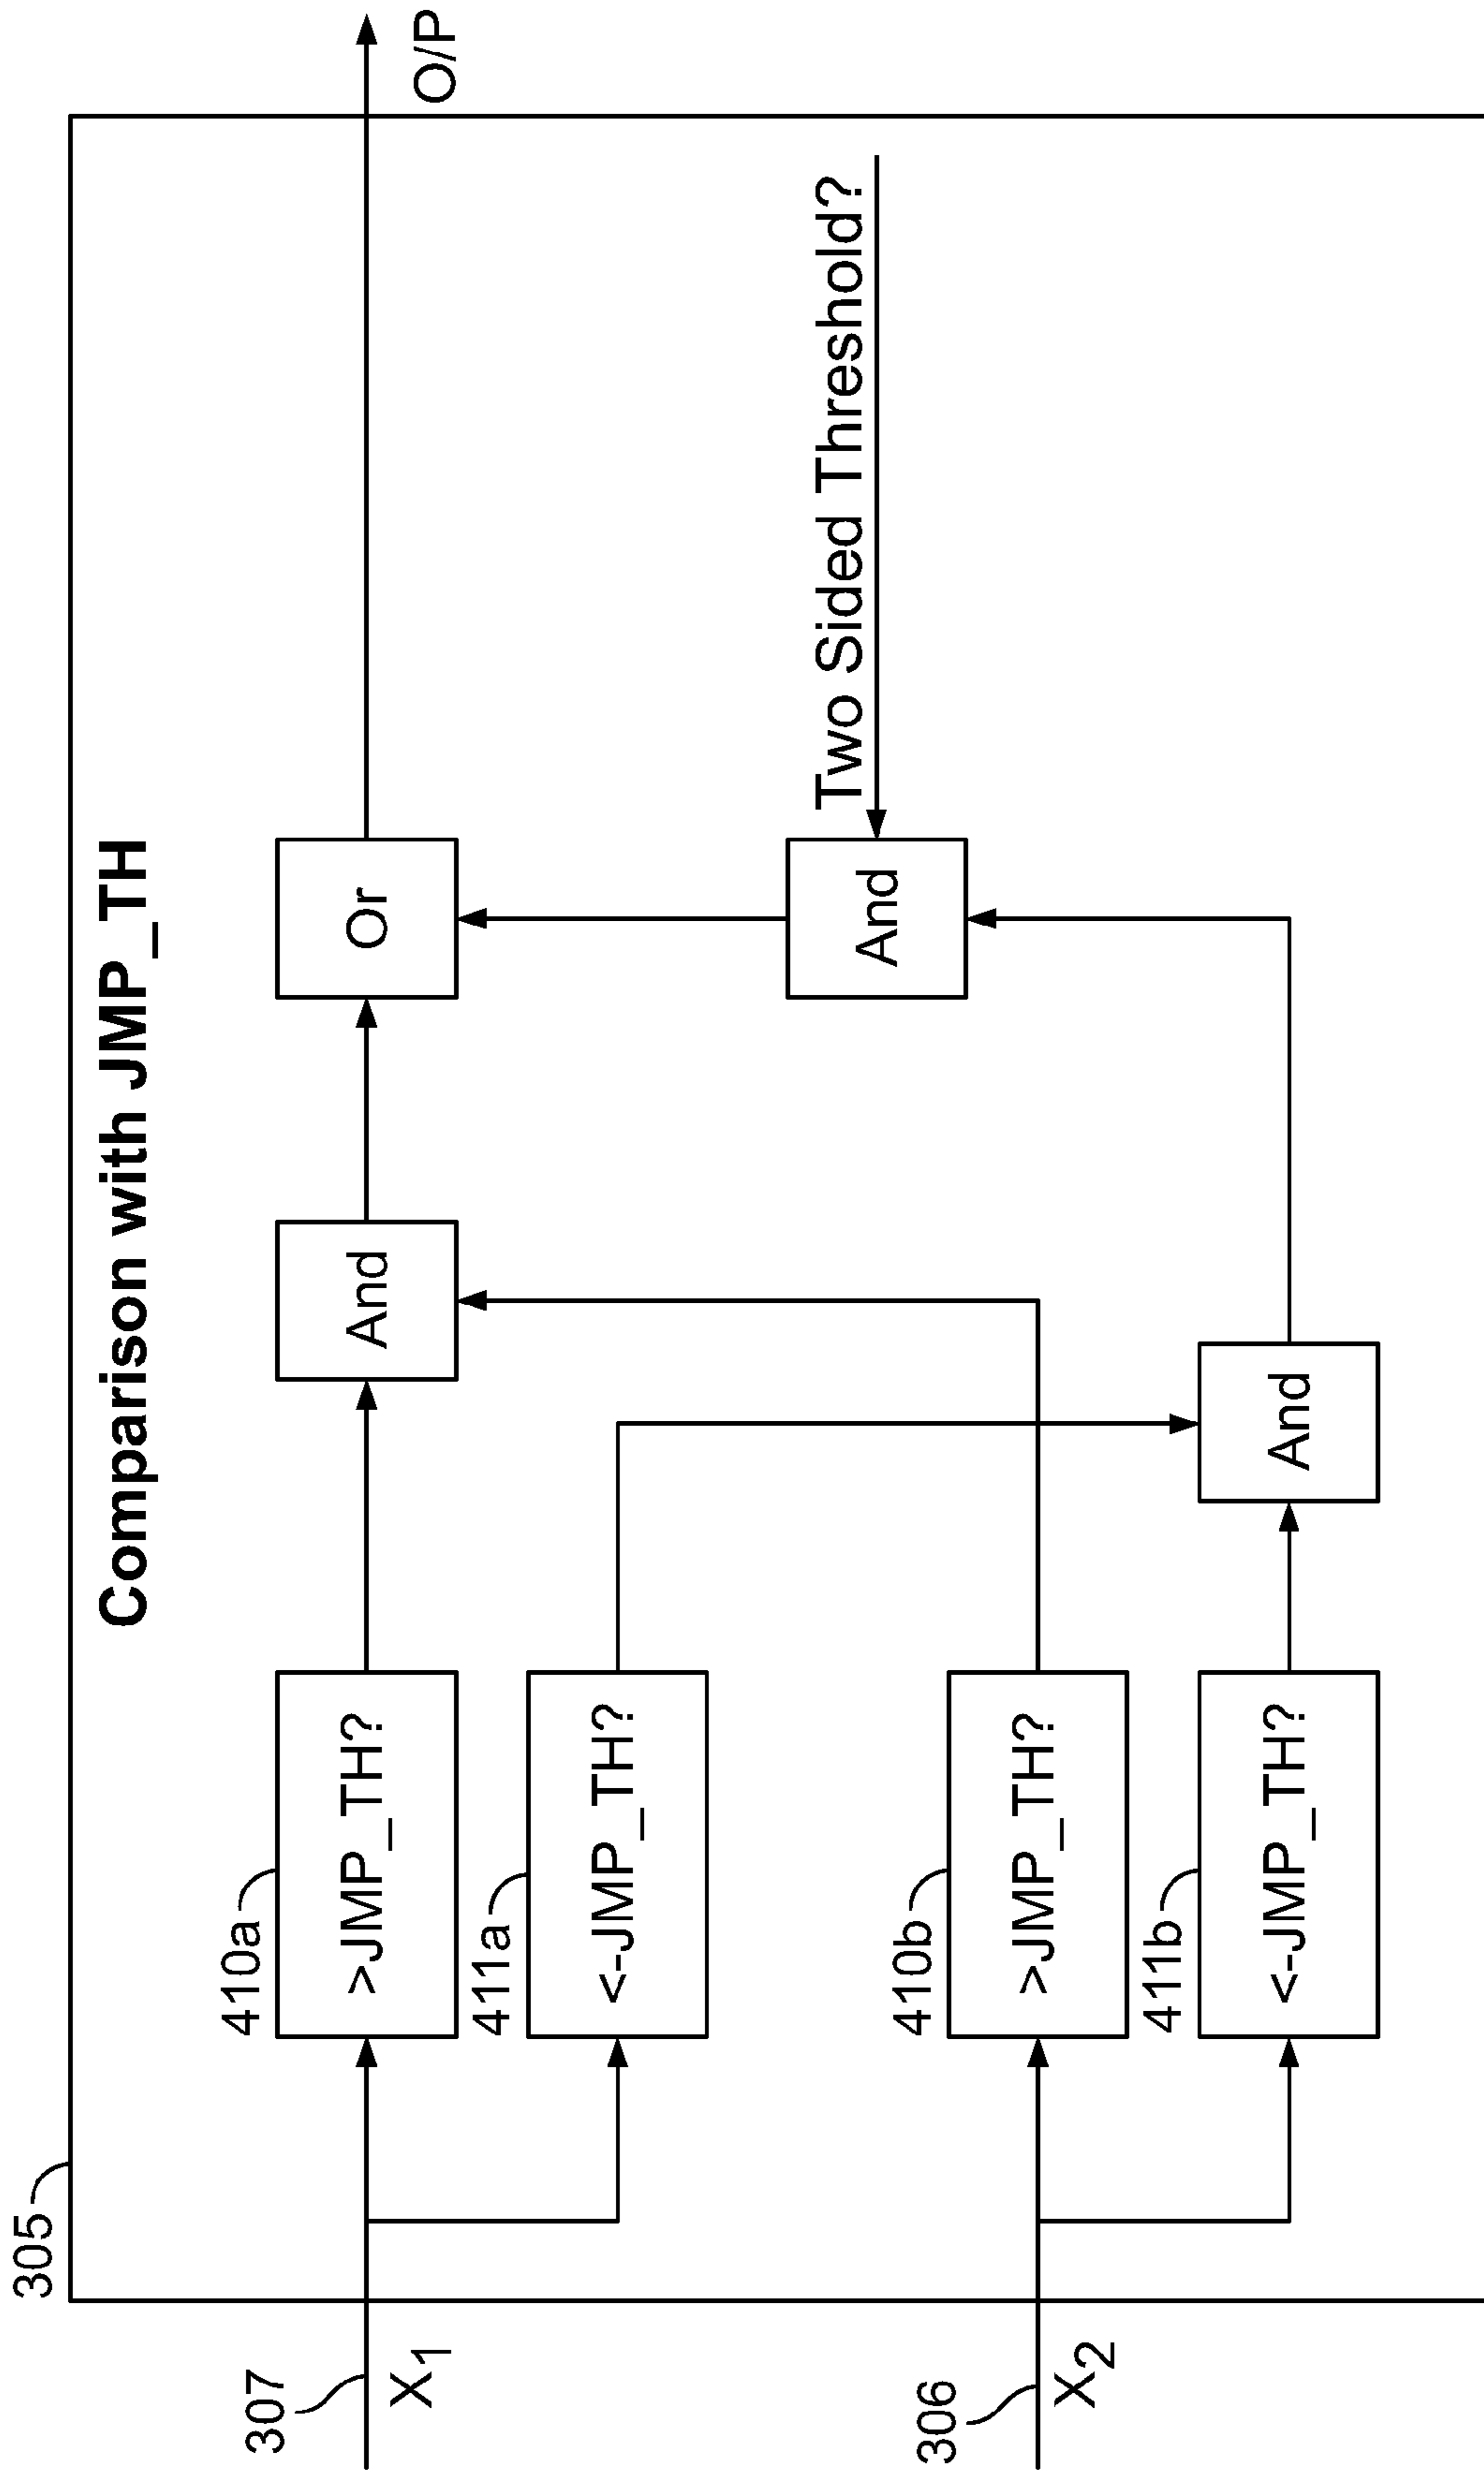 305
Comparison with JMP_TH
307
X1
410a
>JMP_TH?
And
Or
O/P
411a
<-JMP_TH?
Two Sided Threshold?
And
306
X2
410b
>JMP_TH?
411b
<-JMP_TH?
And